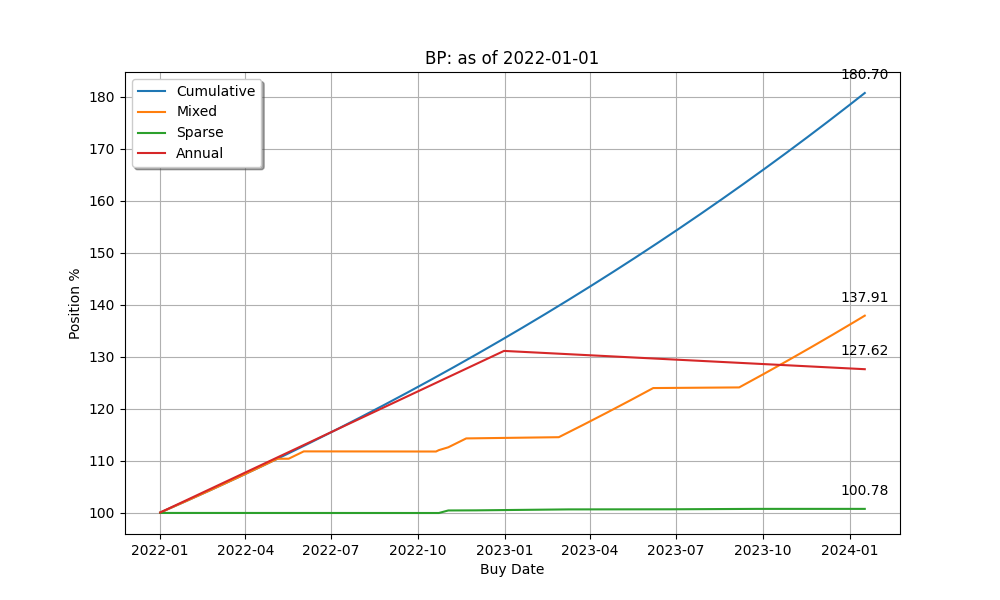 BP: as of 2022-01-01
Cumulative
Mixed
Sparse
Annual
180.70
137.91
127.62
100.78
Position %
180
170
160
150
140
130
120
110
100
2022-01 2022-04 2022-07 2022-10 2023-01 2023-04 2023-07 2023-10 2024-01
Buy Date